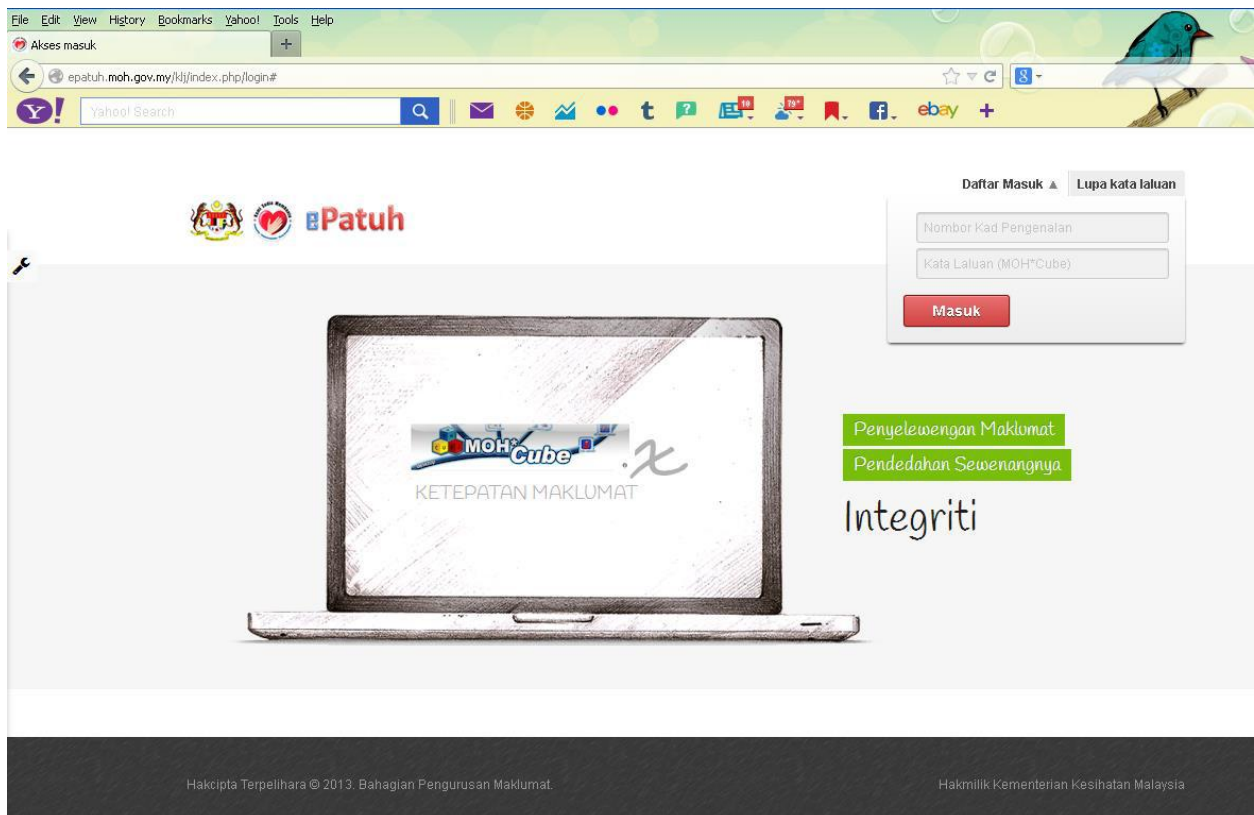 File Edit View History Bookmarks Yahoo! Tools Help
Akses masuk
epatuh.moh.gov.my/klj/index.php/login#
Yahoo! Search
ebay
Daftar Masuk ▲ Lupa kata laluan
ePatuh
Nombor Kad Pengenalan
Kata Laluan (MOH*Cube)
Masuk
MOH*Cube .x
KETEPATAN MAKLUMAT
Penyelewengan Maklumat
Pendedahan Sewenangnya
Integriti
Hakcipta Terpelihara © 2013. Bahagian Pengurusan Maklumat.
Hakmilik Kementerian Kesihatan Malaysia